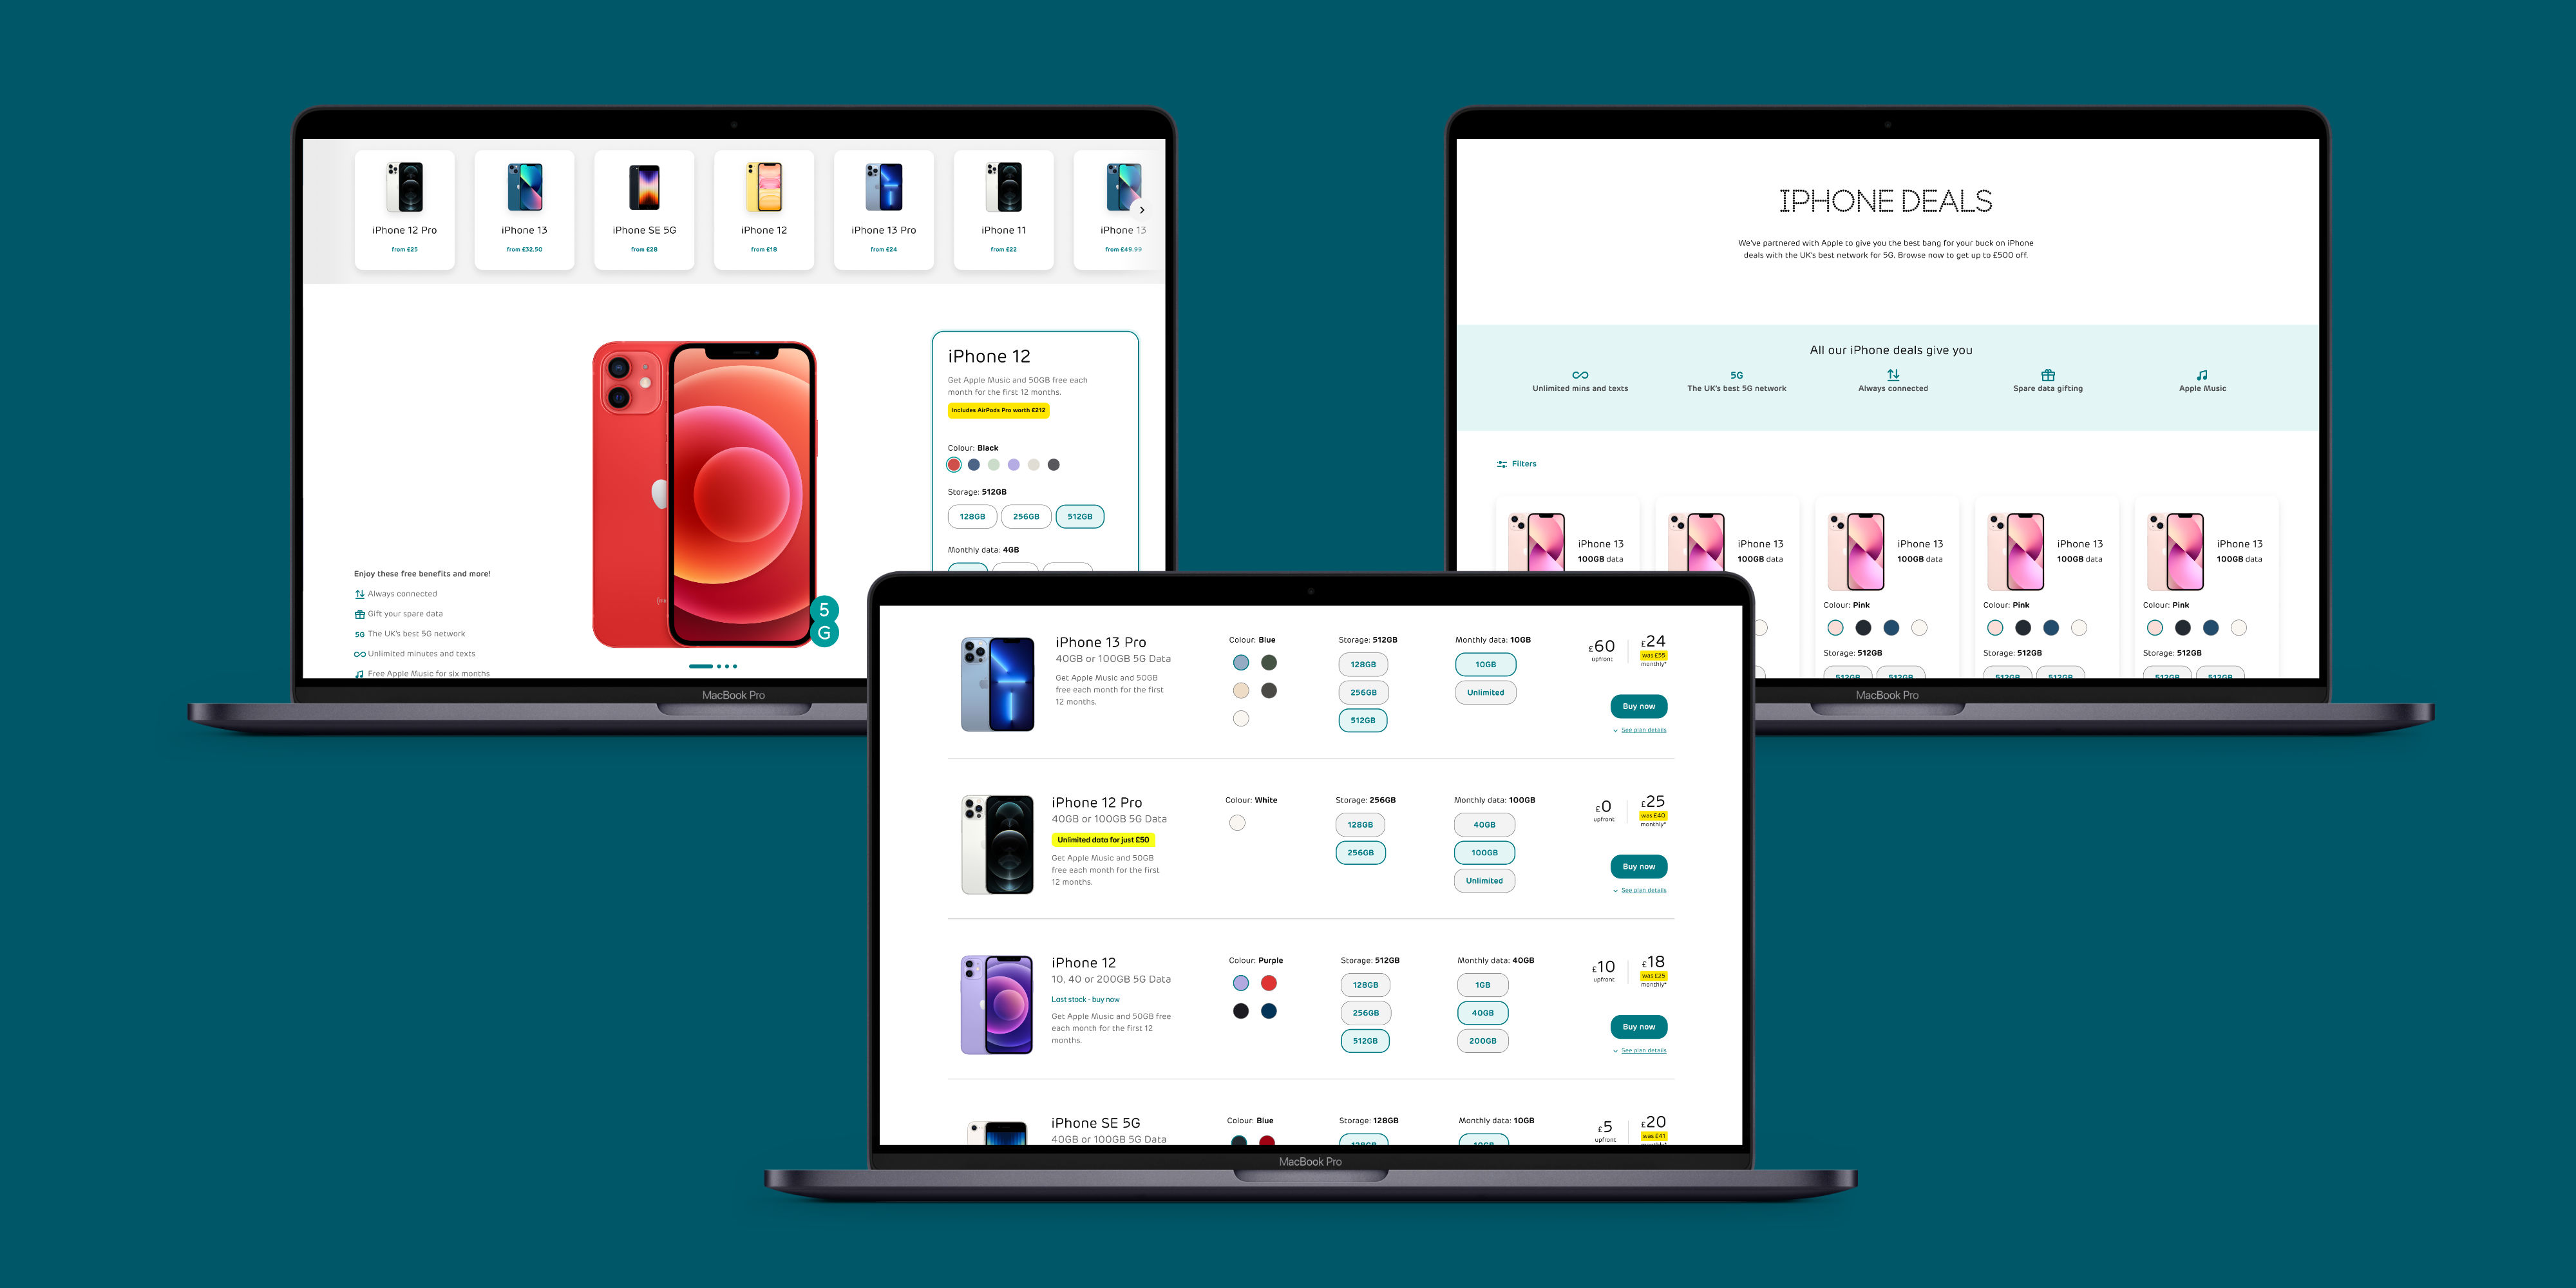 iPhone 12 Pro
from £25
iPhone 13
from £32.50
iPhone SE 5G
from £28
iPhone 12
from £18
iPhone 13 Pro
from £24
iPhone 11
from £22
iPhone 13
from £49.99
iPhone 12
Get Apple Music and 50GB free each
month for the first 12 months.
Includes AirPods Pro worth £212
Colour: Black
Storage: 512GB
128GB 256GB 512GB
Monthly data: 4GB
Enjoy these free benefits and more!
Always connected
Gift your spare data
5G The UK's best 5G network
Unlimited minutes and texts
Free Apple Music for six months
5
G
MacBook Pro
IPHONE DEALS
We've partnered with Apple to give you the best bang for your buck on iPhone
deals with the UK's best network for 5G. Browse now to get up to £500 off.
All our iPhone deals give you
Unlimited mins and texts
5G
The UK's best 5G network
Always connected
Spare data gifting
Apple Music
Filters
iPhone 13
100GB data
iPhone 13
100GB data
iPhone 13
100GB data
Colour: Pink
Storage: 512GB
512GB 512GB
iPhone 13
100GB data
Colour: Pink
Storage: 512GB
512GB 512GB
iPhone 13
100GB data
Colour: Pink
Storage: 512GB
512GB 512GB
MacBook Pro
iPhone 13 Pro
40GB or 100GB 5G Data
Get Apple Music and 50GB
free each month for the first
12 months.
Colour: Blue
Storage: 512GB
128GB
256GB
512GB
Monthly data: 10GB
10GB
Unlimited
£60
upfront
£24
was £55
monthly*
Buy now
See plan details
iPhone 12 Pro
40GB or 100GB 5G Data
Unlimited data for just £50
Get Apple Music and 50GB
free each month for the first
12 months.
Colour: White
Storage: 256GB
128GB
256GB
Monthly data: 100GB
40GB
100GB
Unlimited
£0
upfront
£25
was £40
monthly*
Buy now
See plan details
iPhone 12
10, 40 or 200GB 5G Data
Last stock - buy now
Get Apple Music and 50GB free
each month for the first 12
months.
Colour: Purple
Storage: 512GB
128GB
256GB
512GB
Monthly data: 40GB
1GB
40GB
200GB
£10
upfront
£18
was £25
monthly*
Buy now
See plan details
iPhone SE 5G
40GB or 100GB 5G Data
Colour: Blue
Storage: 128GB
128GB
Monthly data: 10GB
10GB
£5
upfront
£20
was £41
monthly*
MacBook Pro